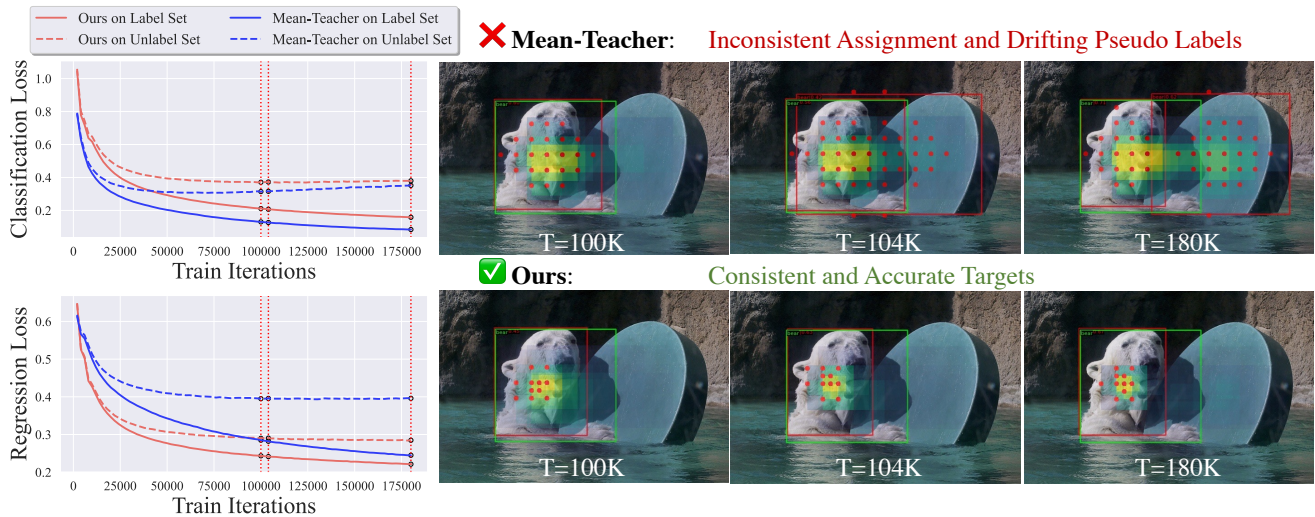 Ours on Label Set
Mean-Teacher on Label Set
Ours on Unlabel Set
Mean-Teacher on Unlabel Set
Classification Loss
1.0
0.8
0.6
0.4
0.2
0 25000 50000 75000 100000 125000 150000 175000
Train Iterations
Mean-Teacher: Inconsistent Assignment and Drifting Pseudo Labels
T=100K
T=104K
T=180K
Ours: Consistent and Accurate Targets
Regression Loss
0.6
0.5
0.4
0.3
0.2
0 25000 50000 75000 100000 125000 150000 175000
Train Iterations
T=100K
T=104K
T=180K